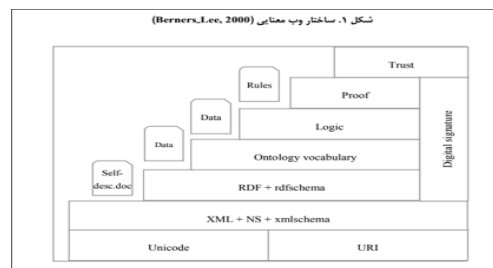 شکل ۱. ساختار وب معنایی (Berners_Lee, 2000)
Trust
Rules
Proof
Data
Logic
Data
Ontology vocabulary
Digital signature
Self-
desc.doc
RDF + rdfschema
XML + NS + xmlschema
Unicode
URI